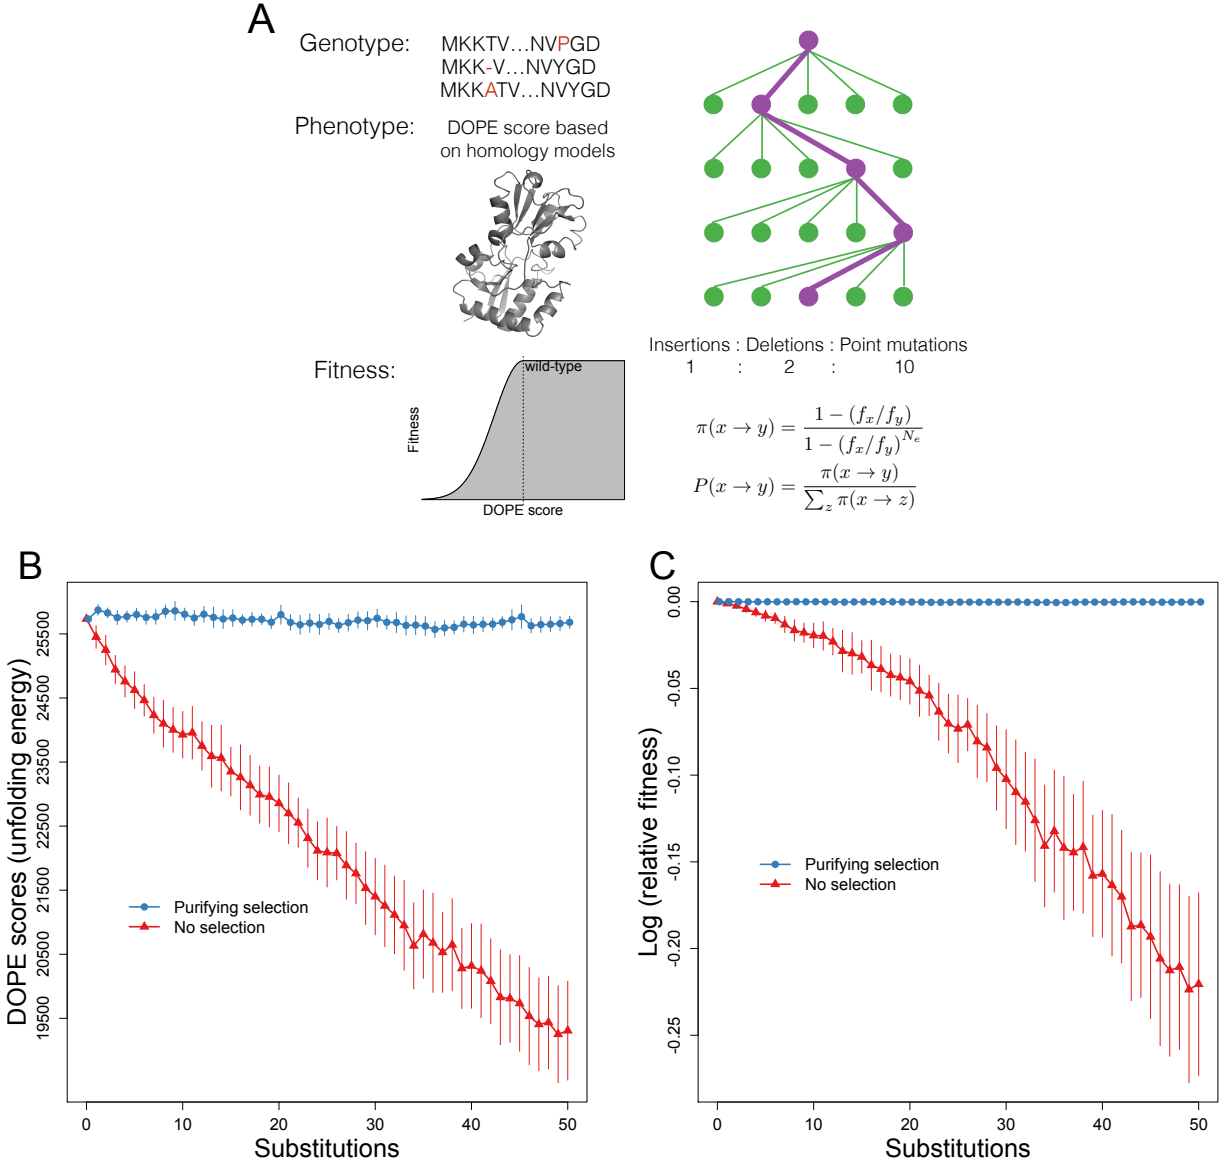 A
Genotype:
MKKTV...NVPGD
MKK-V...NVYGD
MKKATV...NVYGD
Phenotype:
DOPE score based
on homology models
Fitness:
wild-type
Fitness
DOPE score
Insertions : Deletions : Point mutations
1 : 2 : 10
π(x → y) = 1 − (f_x/f_y) / 1 − (f_x/f_y)^{N_e}
P(x → y) = π(x → y) / ∑_z π(x → z)
B
DOPE scores (unfolding energy)
25500
24500
23500
22500
21500
20500
19500
Purifying selection
No selection
0 10 20 30 40 50
Substitutions
C
Log (relative fitness)
0.00
-0.05
-0.10
-0.15
-0.20
-0.25
Purifying selection
No selection
0 10 20 30 40 50
Substitutions